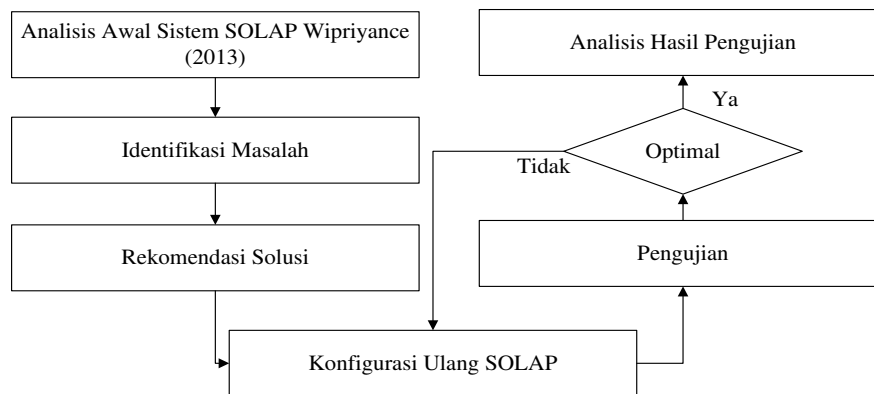 Analisis Awal Sistem SOLAP Wipriyance
(2013)
Identifikasi Masalah
Rekomendasi Solusi
Konfigurasi Ulang SOLAP
Pengujian
Optimal
Tidak
Ya
Analisis Hasil Pengujian